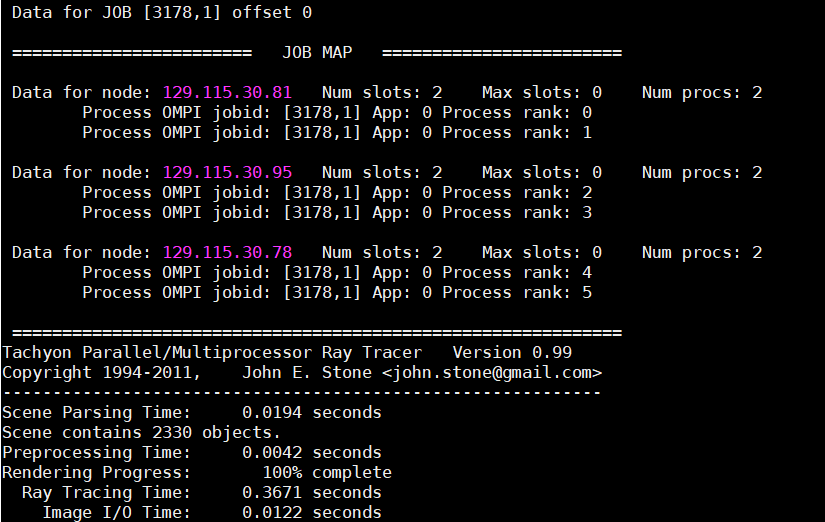 Data for JOB [3178,1] offset 0
======================== JOB MAP ========================
Data for node: 129.115.30.81 Num slots: 2 Max slots: 0 Num procs: 2
Process OMPI jobid: [3178,1] App: 0 Process rank: 0
Process OMPI jobid: [3178,1] App: 0 Process rank: 1
Data for node: 129.115.30.95 Num slots: 2 Max slots: 0 Num procs: 2
Process OMPI jobid: [3178,1] App: 0 Process rank: 2
Process OMPI jobid: [3178,1] App: 0 Process rank: 3
Data for node: 129.115.30.78 Num slots: 2 Max slots: 0 Num procs: 2
Process OMPI jobid: [3178,1] App: 0 Process rank: 4
Process OMPI jobid: [3178,1] App: 0 Process rank: 5
=============================================================
Tachyon Parallel/Multiprocessor Ray Tracer Version 0.99
Copyright 1994-2011, John E. Stone <john.stone@gmail.com>
------------------------------------------------------------
Scene Parsing Time: 0.0194 seconds
Scene contains 2330 objects.
Preprocessing Time: 0.0042 seconds
Rendering Progress: 100% complete
Ray Tracing Time: 0.3671 seconds
Image I/O Time: 0.0122 seconds